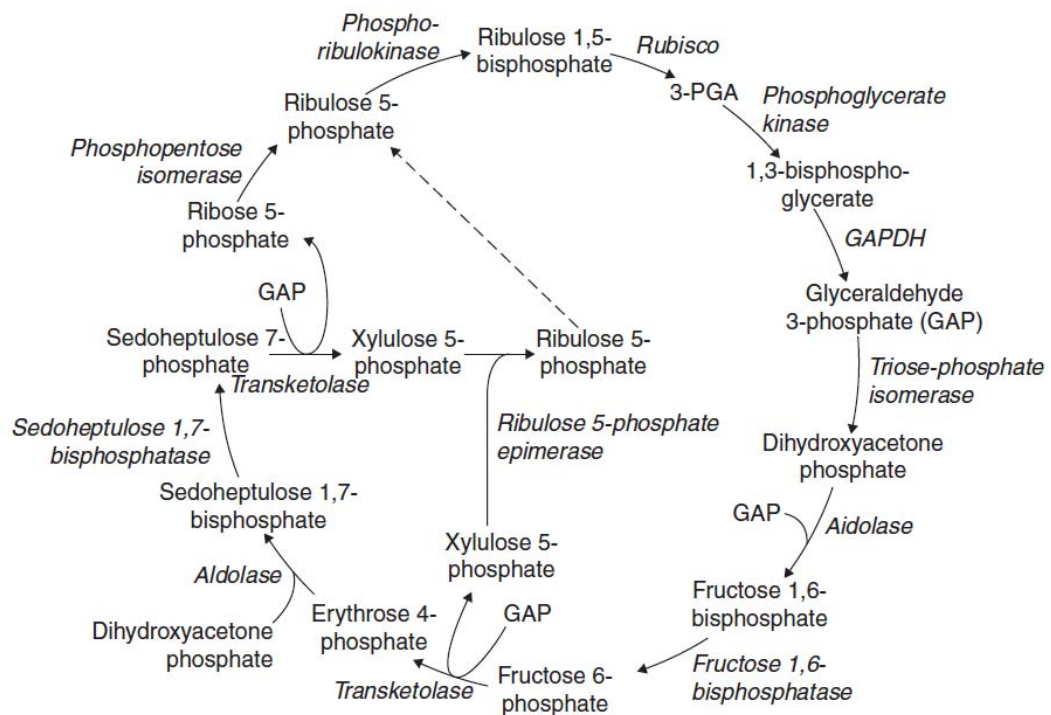 Phospho-
ribulokinase
Ribulose 1,5-
bisphosphate
Rubisco
3-PGA
Phosphoglycerate
kinase
1,3-bisphospho-
glycerate
GAPDH
Glyceraldehyde
3-phosphate (GAP)
Triose-phosphate
isomerase
Dihydroxyacetone
phosphate
GAP
Aidolase
Fructose 1,6-
bisphosphate
Fructose 1,6-
bisphosphatase
Fructose 6-
phosphate
Transketolase
GAP
Xylulose 5-
phosphate
Erythrose 4-
phosphate
Aldolase
Dihydroxyacetone
phosphate
Sedoheptulose 1,7-
bisphosphate
Sedoheptulose 1,7-
bisphosphatase
Sedoheptulose 7-
phosphate
GAP
Transketolase
Xylulose 5-
phosphate
Ribulose 5-
phosphate
Ribulose 5-phosphate
epimerase
Ribose 5-
phosphate
Phosphopentose
isomerase
Ribulose 5-
phosphate